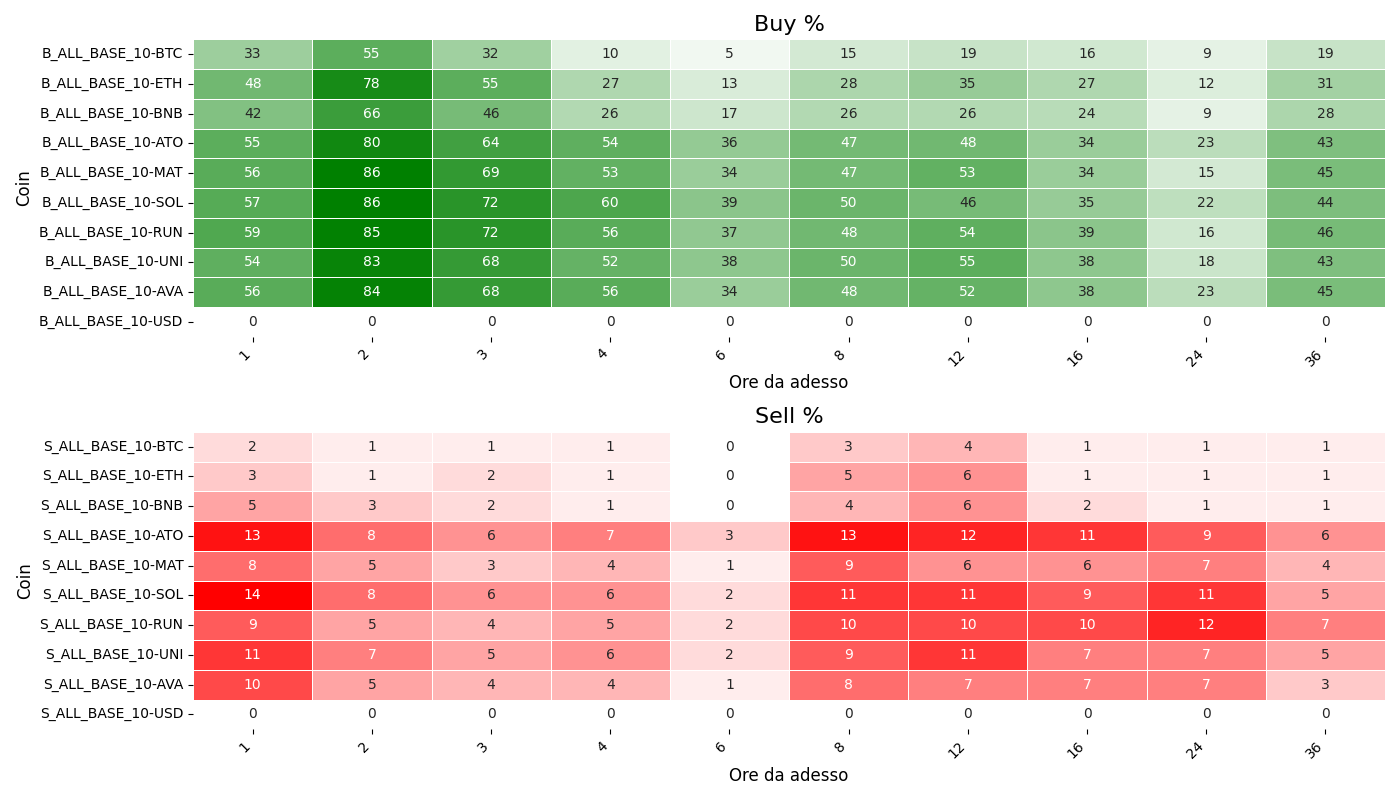 Buy %
Coin
B_ALL_BASE_10-BTC 33 55 32 10 5 15 19 16 9 19
B_ALL_BASE_10-ETH 48 78 55 27 13 28 35 27 12 31
B_ALL_BASE_10-BNB 42 66 46 26 17 26 26 24 9 28
B_ALL_BASE_10-ATO 55 80 64 54 36 47 48 34 23 43
B_ALL_BASE_10-MAT 56 86 69 53 34 47 53 34 15 45
B_ALL_BASE_10-SOL 57 86 72 60 39 50 46 35 22 44
B_ALL_BASE_10-RUN 59 85 72 56 37 48 54 39 16 46
B_ALL_BASE_10-UNI 54 83 68 52 38 50 55 38 18 43
B_ALL_BASE_10-AVA 56 84 68 56 34 48 52 38 23 45
B_ALL_BASE_10-USD 0 0 0 0 0 0 0 0 0 0
1 2 3 4 6 8 12 16 24 36
Ore da adesso
Sell %
Coin
S_ALL_BASE_10-BTC 2 1 1 1 0 3 4 1 1 1
S_ALL_BASE_10-ETH 3 1 2 1 0 5 6 1 1 1
S_ALL_BASE_10-BNB 5 3 2 1 0 4 6 2 1 1
S_ALL_BASE_10-ATO 13 8 6 7 3 13 12 11 9 6
S_ALL_BASE_10-MAT 8 5 3 4 1 9 6 6 7 4
S_ALL_BASE_10-SOL 14 8 6 6 2 11 11 9 11 5
S_ALL_BASE_10-RUN 9 5 4 5 2 10 10 10 12 7
S_ALL_BASE_10-UNI 11 7 5 6 2 9 11 7 7 5
S_ALL_BASE_10-AVA 10 5 4 4 1 8 7 7 7 3
S_ALL_BASE_10-USD 0 0 0 0 0 0 0 0 0 0
1 2 3 4 6 8 12 16 24 36
Ore da adesso